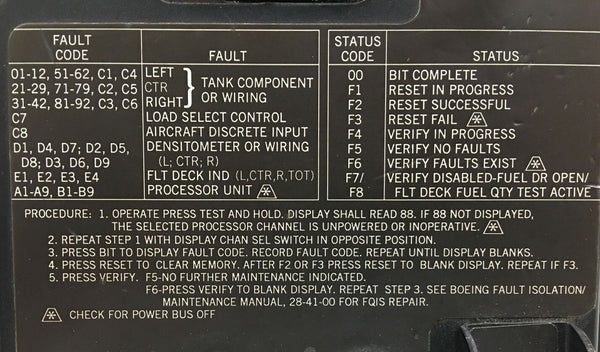 FAULT CODE FAULT
01-12, 51-62, C1, C4 LEFT
21-29, 71-79, C2, C5 CTR } TANK COMPONENT OR WIRING
31-42, 81-92, C3, C6 RIGHT
C7 LOAD SELECT CONTROL
C8 AIRCRAFT DISCRETE INPUT
D1, D4, D7; D2, D5, DENSITOMETER OR WIRING
D8; D3, D6, D9 (L; CTR; R)
E1, E2, E3, E4 FLT DECK IND (L,CTR,R,TOT)
A1-A9, B1-B9 PROCESSOR UNIT
STATUS CODE STATUS
00 BIT COMPLETE
F1 RESET IN PROGRESS
F2 RESET SUCCESSFUL
F3 RESET FAIL
F4 VERIFY IN PROGRESS
F5 VERIFY NO FAULTS
F6 VERIFY FAULTS EXIST
F7/ VERIFY DISABLED-FUEL DR OPEN/
F8 FLT DECK FUEL QTY TEST ACTIVE
PROCEDURE: 1. OPERATE PRESS TEST AND HOLD. DISPLAY SHALL READ 88. IF 88 NOT DISPLAYED,
THE SELECTED PROCESSOR CHANNEL IS UNPOWERED OR INOPERATIVE.
2. REPEAT STEP 1 WITH DISPLAY CHAN SEL SWITCH IN OPPOSITE POSITION.
3. PRESS BIT TO DISPLAY FAULT CODE. RECORD FAULT CODE. REPEAT UNTIL DISPLAY BLANKS.
4. PRESS RESET TO CLEAR MEMORY. AFTER F2 OR F3 PRESS RESET TO BLANK DISPLAY. REPEAT IF F3.
5. PRESS VERIFY. F5-NO FURTHER MAINTENANCE INDICATED.
F6-PRESS VERIFY TO BLANK DISPLAY. REPEAT STEP 3. SEE BOEING FAULT ISOLATION/
MAINTENANCE MANUAL, 28-41-00 FOR FQIS REPAIR.
CHECK FOR POWER BUS OFF